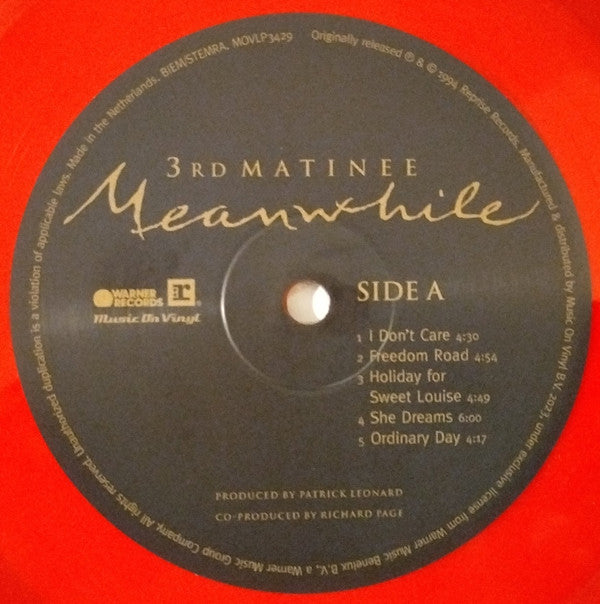 3RD MATINEE
Meanwhile
WARNER RECORDS
r
Music On Vinyl
SIDE A
1 I Don't Care 4:30
2 Freedom Road 4:54
3 Holiday for
Sweet Louise 4:49
4 She Dreams 6:00
5 Ordinary Day 4:17
PRODUCED BY PATRICK LEONARD
CO-PRODUCED BY RICHARD PAGE
Originally released ℗ & © 1994 Reprise Records. Manufactured & distributed by Music On Vinyl B.V. 2023, under exclusive license from Warner Music Benelux B.V., a Warner Music Group Company. All rights reserved. Unauthorized duplication is a violation of applicable laws. Made in the Netherlands. BIEM/STEMRA. MOVLP3429